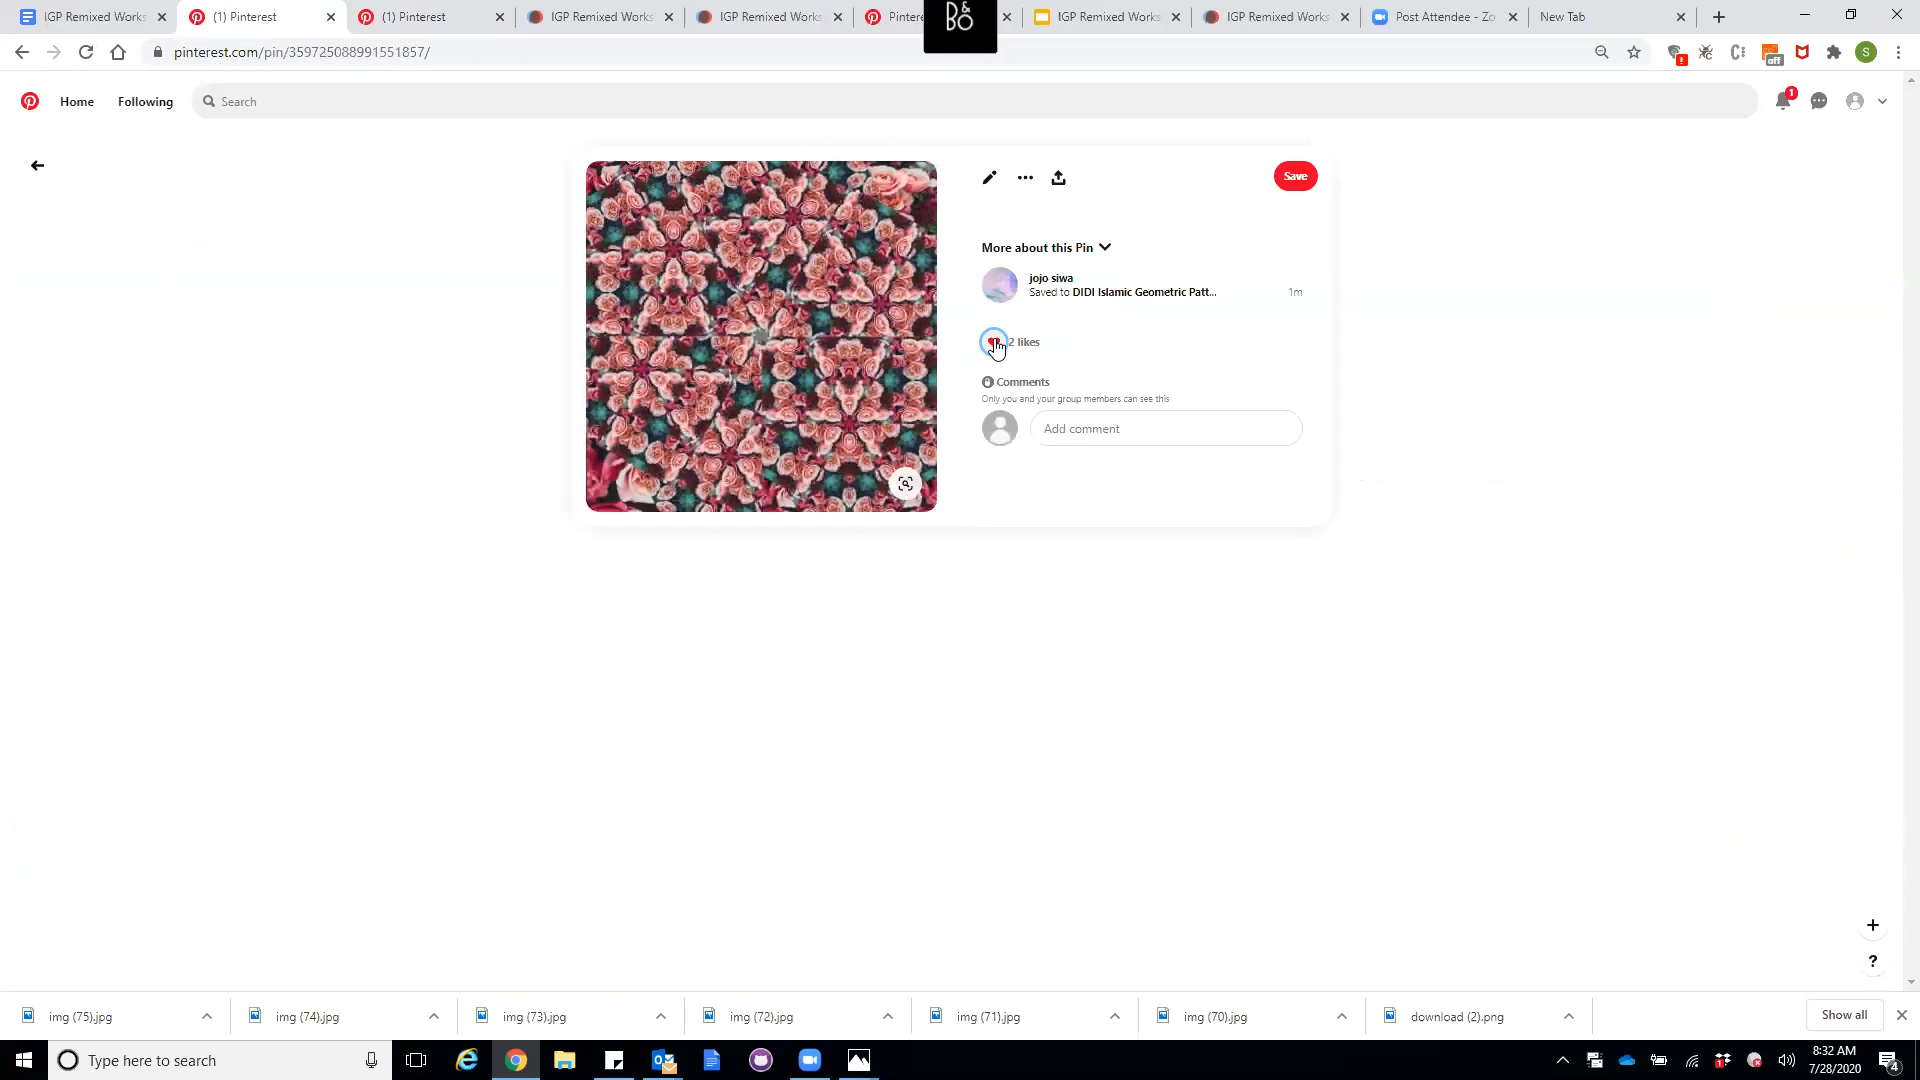 IGP Remixed Works
(1) Pinterest
(1) Pinterest
IGP Remixed Works
IGP Remixed Works
Pintere
B&O
IGP Remixed Works
IGP Remixed Works
Post Attendee - Zo
New Tab
pinterest.com/pin/359725088991551857/
off
S
Home
Following
Search
1
Save
More about this Pin
jojo siwa
Saved to DIDI Islamic Geometric Patt...
1m
2 likes
Comments
Only you and your group members can see this
Add comment
+
?
img (75).jpg
img (74).jpg
img (73).jpg
img (72).jpg
img (71).jpg
img (70).jpg
download (2).png
Show all
Type here to search
8:32 AM
7/28/2020
4